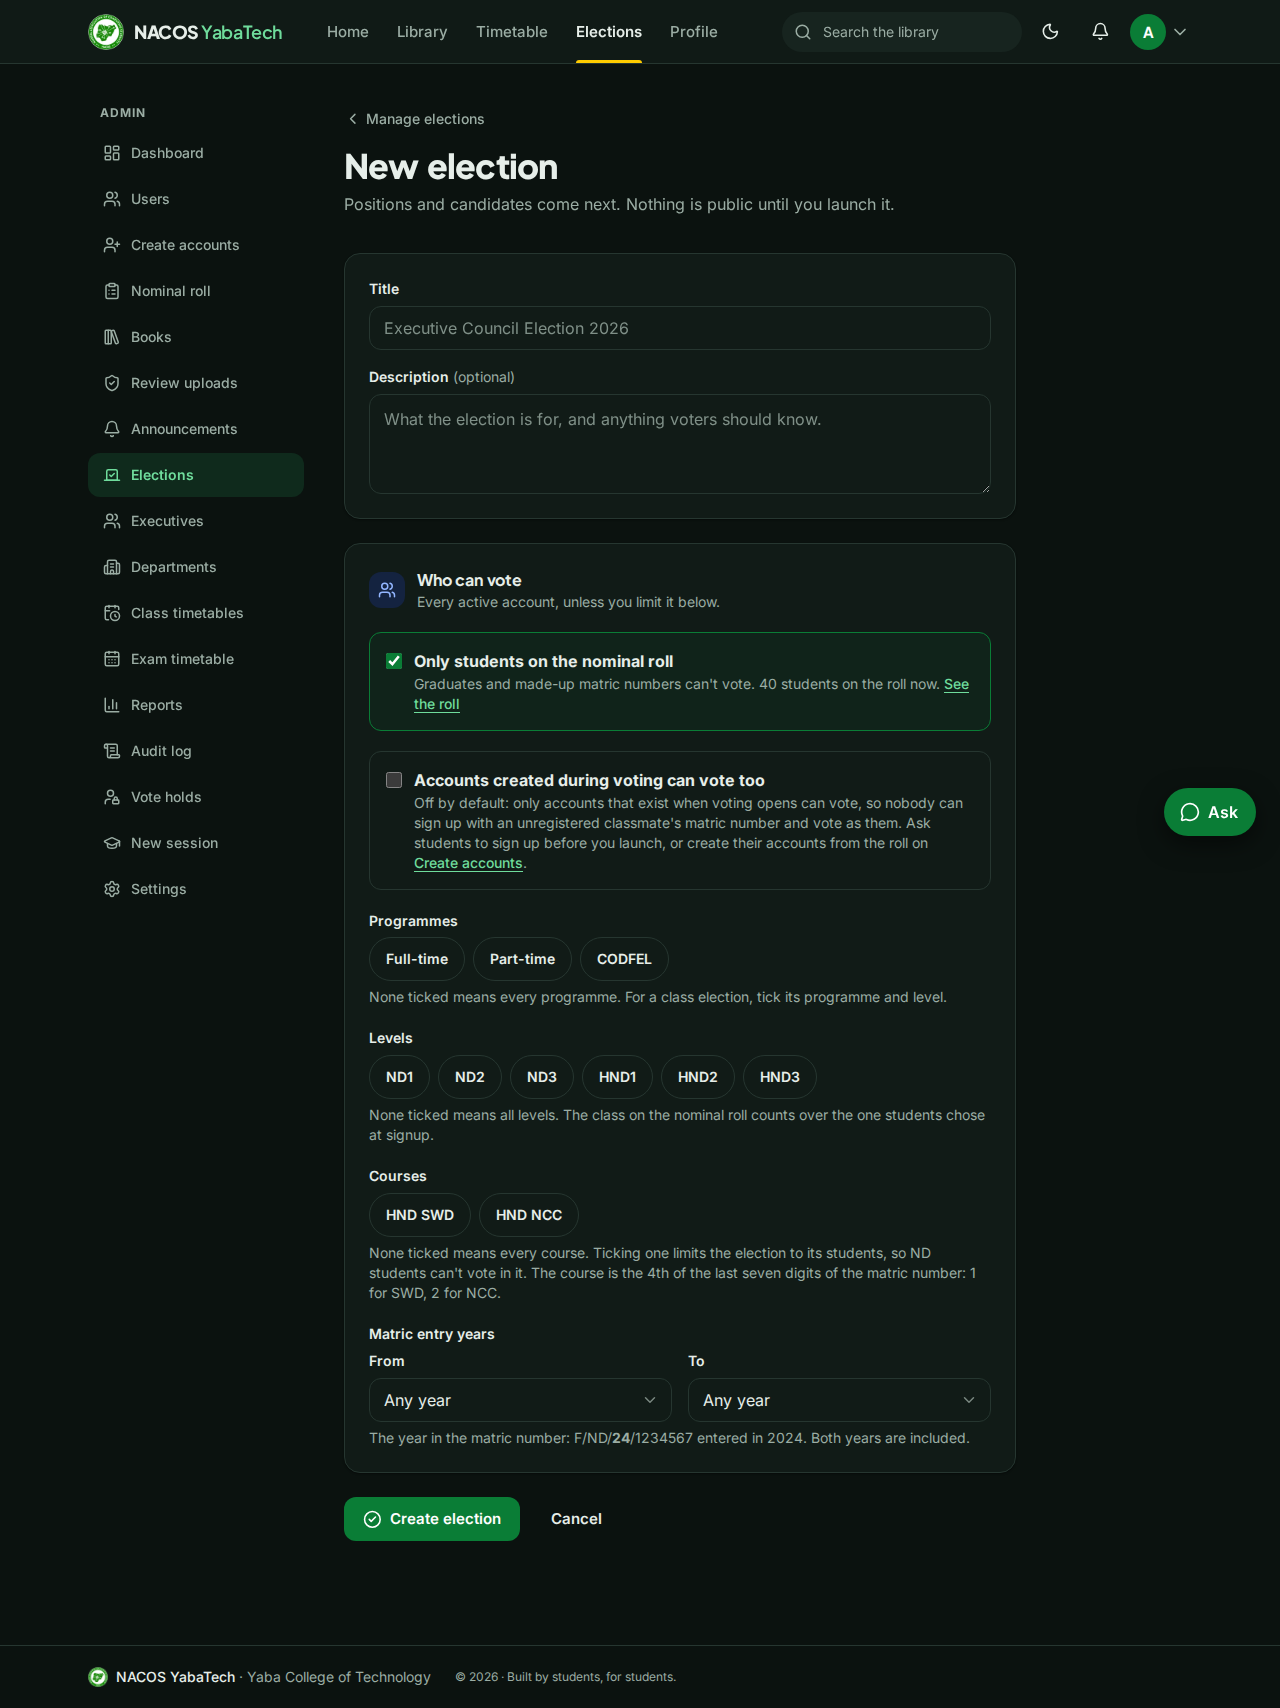 NACOS YabaTech
Home
Library
Timetable
Elections
Profile
Search the library
A
ADMIN
Dashboard
Users
Create accounts
Nominal roll
Books
Review uploads
Announcements
Elections
Executives
Departments
Class timetables
Exam timetable
Reports
Audit log
Vote holds
New session
Settings
Manage elections
New election
Positions and candidates come next. Nothing is public until you launch it.
Title
Executive Council Election 2026
Description (optional)
What the election is for, and anything voters should know.
Who can vote
Every active account, unless you limit it below.
Only students on the nominal roll
Graduates and made-up matric numbers can't vote. 40 students on the roll now. See
the roll
Accounts created during voting can vote too
Off by default: only accounts that exist when voting opens can vote, so nobody can
sign up with an unregistered classmate's matric number and vote as them. Ask
students to sign up before you launch, or create their accounts from the roll on
Create accounts.
Programmes
Full-time
Part-time
CODFEL
None ticked means every programme. For a class election, tick its programme and level.
Levels
ND1
ND2
ND3
HND1
HND2
HND3
None ticked means all levels. The class on the nominal roll counts over the one students chose
at signup.
Courses
HND SWD
HND NCC
None ticked means every course. Ticking one limits the election to its students, so ND
students can't vote in it. The course is the 4th of the last seven digits of the matric number: 1
for SWD, 2 for NCC.
Matric entry years
From
To
Any year
Any year
The year in the matric number: F/ND/24/1234567 entered in 2024. Both years are included.
Create election
Cancel
Ask
NACOS YabaTech · Yaba College of Technology
© 2026 · Built by students, for students.